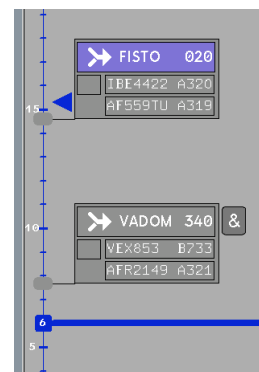 FISTO 020
IBE4422 A320
AF559TU A319
15
VADOM 340 &
10
VEX853 B733
AFR2149 A321
6
5